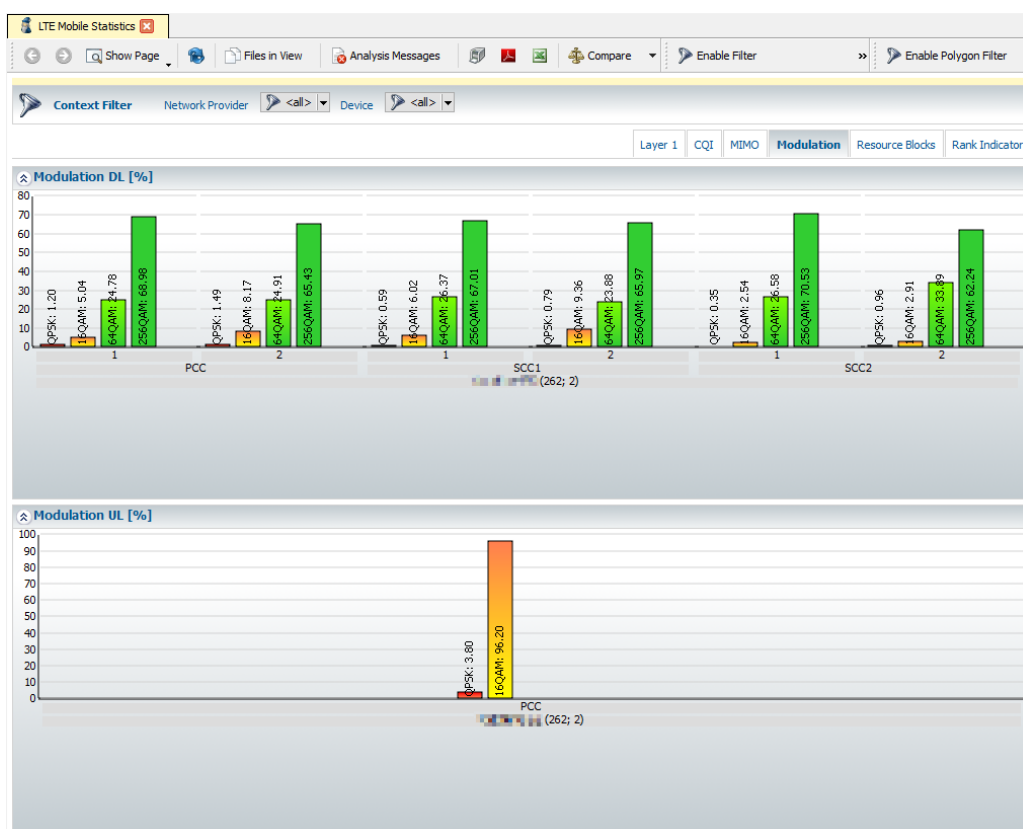 LTE Mobile Statistics
Show Page Files in View Analysis Messages Compare Enable Filter » Enable Polygon Filter
Context Filter Network Provider <all> Device <all>
Layer 1 CQI MIMO Modulation Resource Blocks Rank Indicator
Modulation DL [%]
80
70
60
50
40
30
20
10
0
QPSK: 1.20
16QAM: 5.04
64QAM: 24.78
256QAM: 68.98
QPSK: 1.49
16QAM: 8.17
64QAM: 24.91
256QAM: 65.43
QPSK: 0.59
16QAM: 6.02
64QAM: 26.37
256QAM: 67.01
QPSK: 0.79
16QAM: 9.36
64QAM: 23.88
256QAM: 65.97
QPSK: 0.35
16QAM: 2.54
64QAM: 26.58
256QAM: 70.53
QPSK: 0.96
16QAM: 2.91
64QAM: 33.89
256QAM: 62.24
1 2 1 2 1 2
PCC SCC1 SCC2
(262; 2)
Modulation UL [%]
100
90
80
70
60
50
40
30
20
10
0
QPSK: 3.80
16QAM: 96.20
PCC
(262; 2)